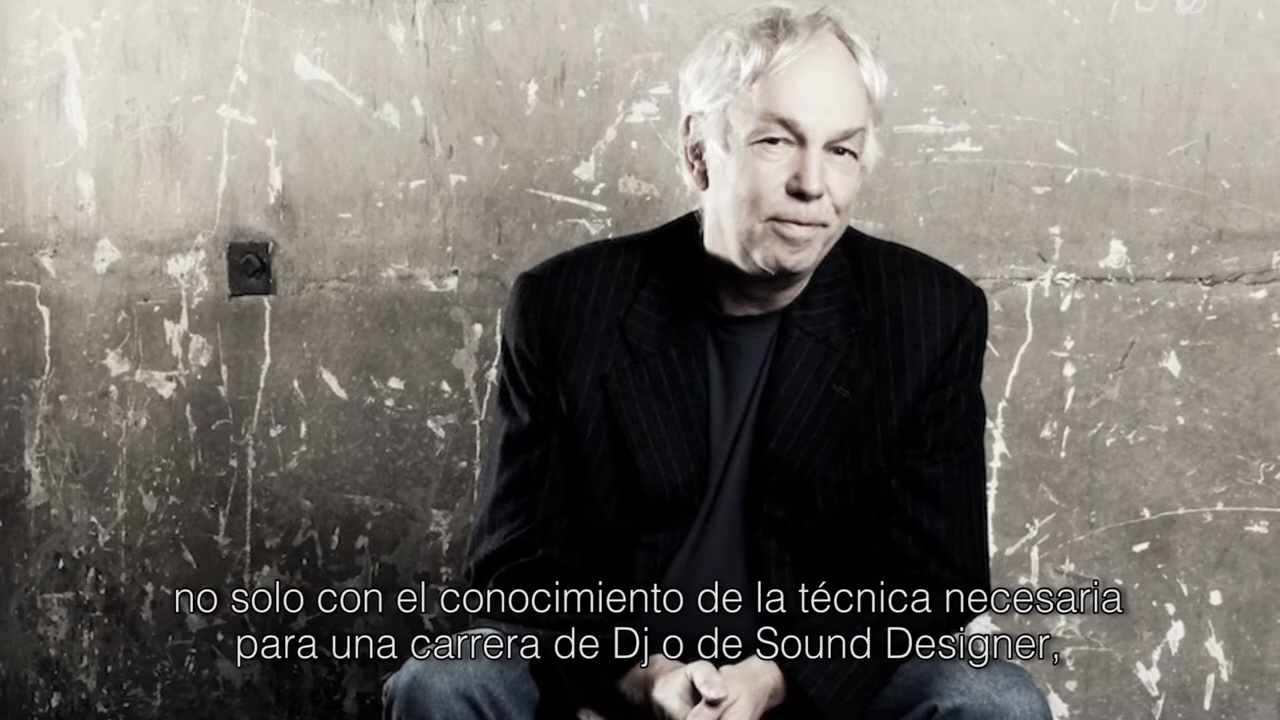 no solo con el conocimiento de la técnica necesaria
para una carrera de Dj o de Sound Designer,